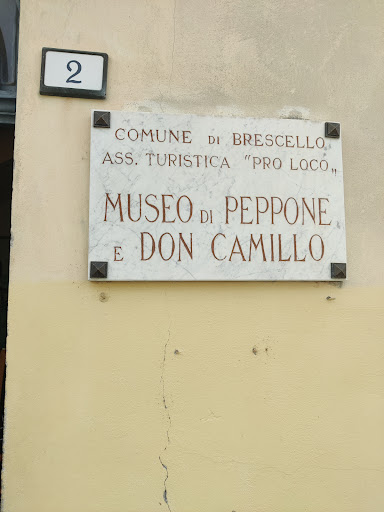 2
COMUNE DI BRESCELLO
ASS. TURISTICA "PRO LOCO„
MUSEO DI PEPPONE
E DON CAMILLO